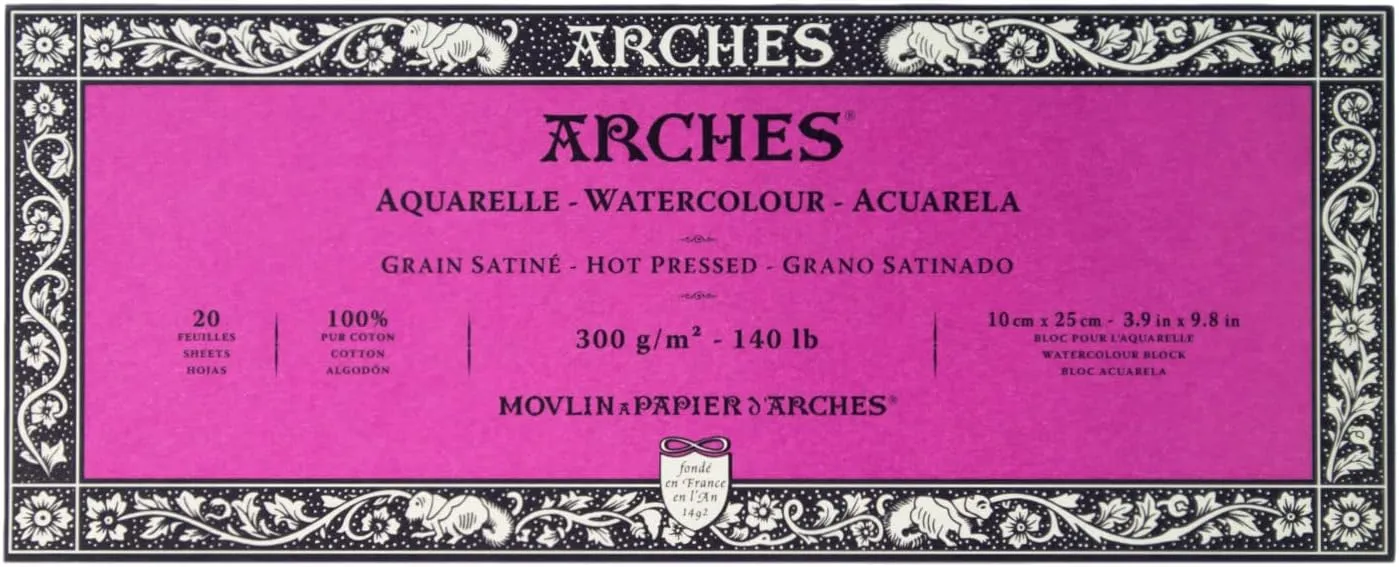 ARCHES
ARCHES®
AQUARELLE - WATERCOLOUR - ACUARELA
GRAIN SATINÉ - HOT PRESSED - GRANO SATINADO
20
FEUILLES
SHEETS
HOJAS
100%
PUR COTON
COTTON
ALGODÓN
300 g/m² - 140 lb
10 cm x 25 cm - 3.9 in x 9.8 in
BLOC POUR L'AQUARELLE
WATERCOLOUR BLOCK
BLOC ACUARELA
MOVLIN A PAPIER D'ARCHES®
fondé
en France
en l'An
1492